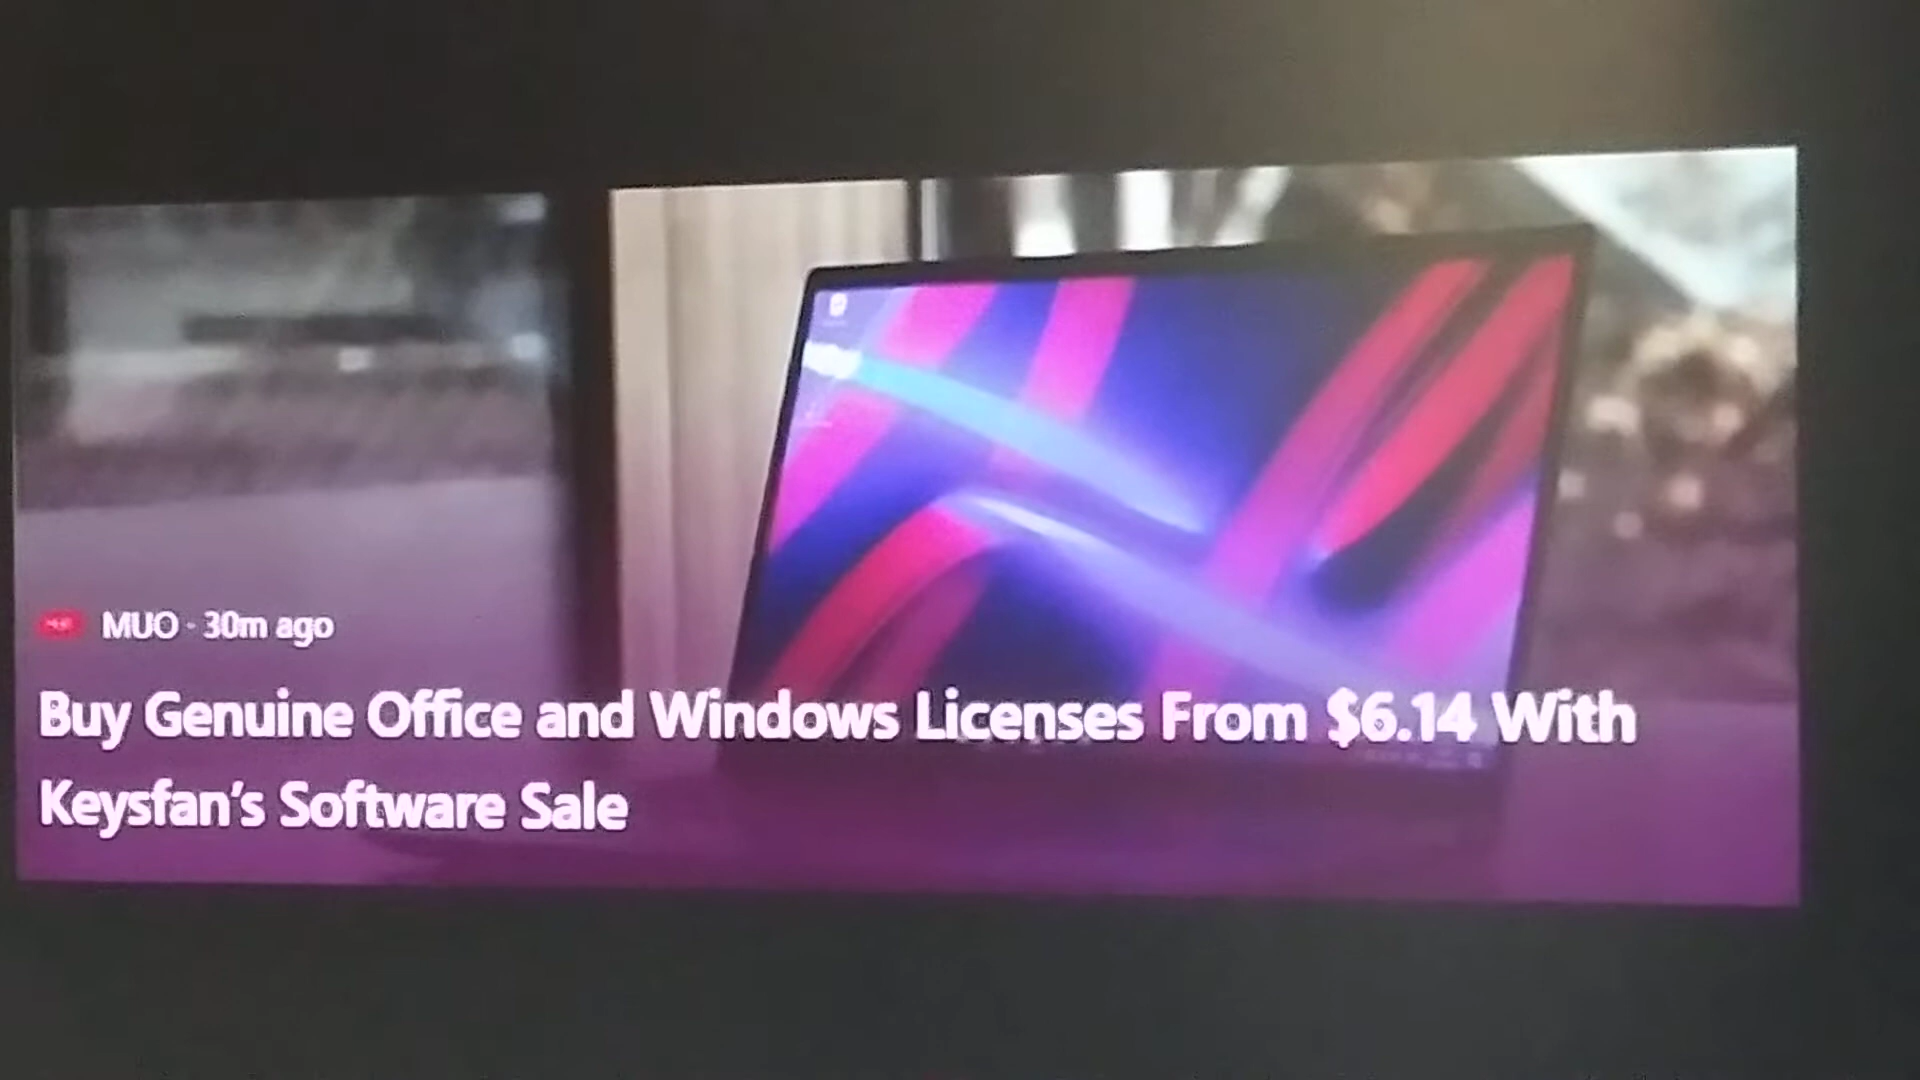 MUO · 30m ago
Buy Genuine Office and Windows Licenses From $6.14 With
Keysfan's Software Sale